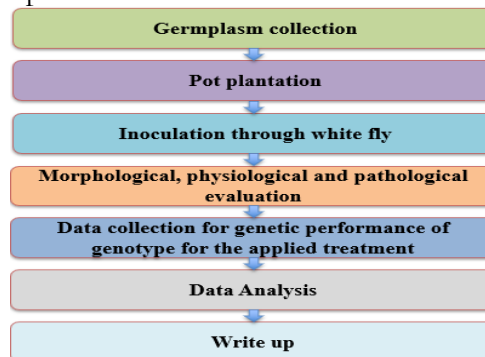 Germplasm collection
Pot plantation
Inoculation through white fly
Morphological, physiological and pathological
evaluation
Data collection for genetic performance of
genotype for the applied treatment
Data Analysis
Write up